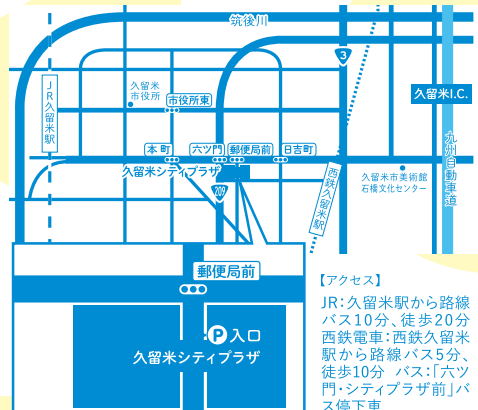 筑後川
3
久留米I.C.
JR久留米駅
久留米
市役所
市役所東
本町
六ツ門
郵便局前
日吉町
久留米シティプラザ
209
西鉄久留米駅
久留米市美術館
石橋文化センター
九州自動車道
郵便局前
P入口
久留米シティプラザ
【アクセス】
JR:久留米駅から路線
バス10分、徒歩20分
西鉄電車:西鉄久留米
駅から路線バス5分、
徒歩10分 バス:「六ツ
門・シティプラザ前」バ
ス停下車